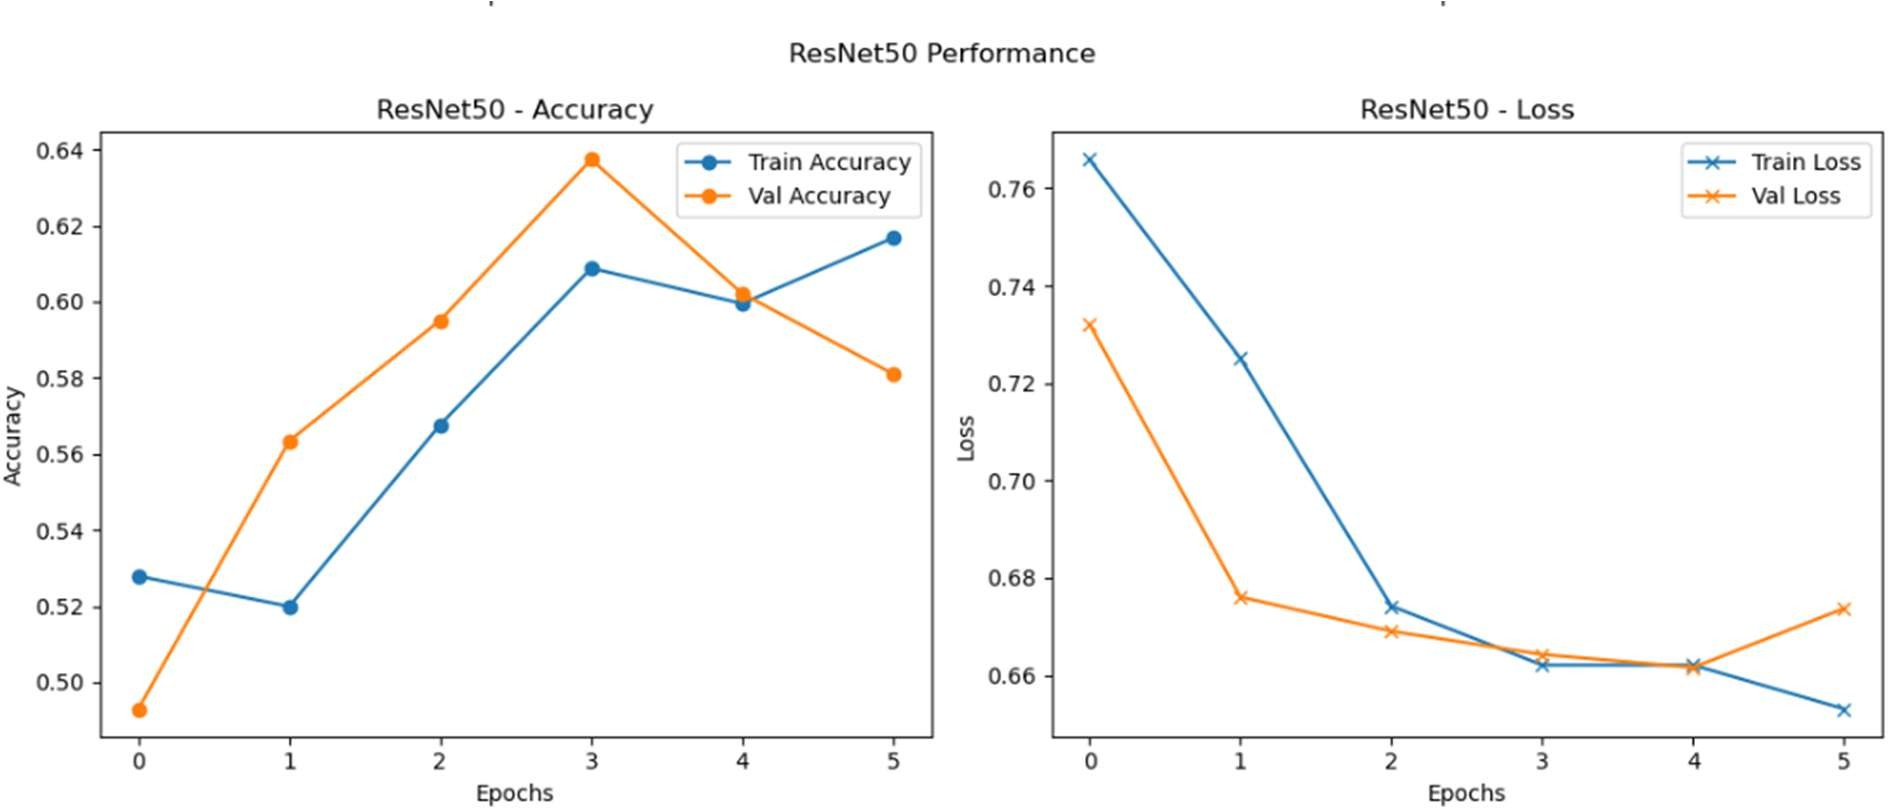 ResNet50 Performance
ResNet50 - Accuracy
0.64
0.62
0.60
0.58
0.56
0.54
0.52
0.50
Accuracy
Train Accuracy
Val Accuracy
0 1 2 3 4 5
Epochs
ResNet50 - Loss
0.76
0.74
0.72
0.70
0.68
0.66
Loss
Train Loss
Val Loss
0 1 2 3 4 5
Epochs